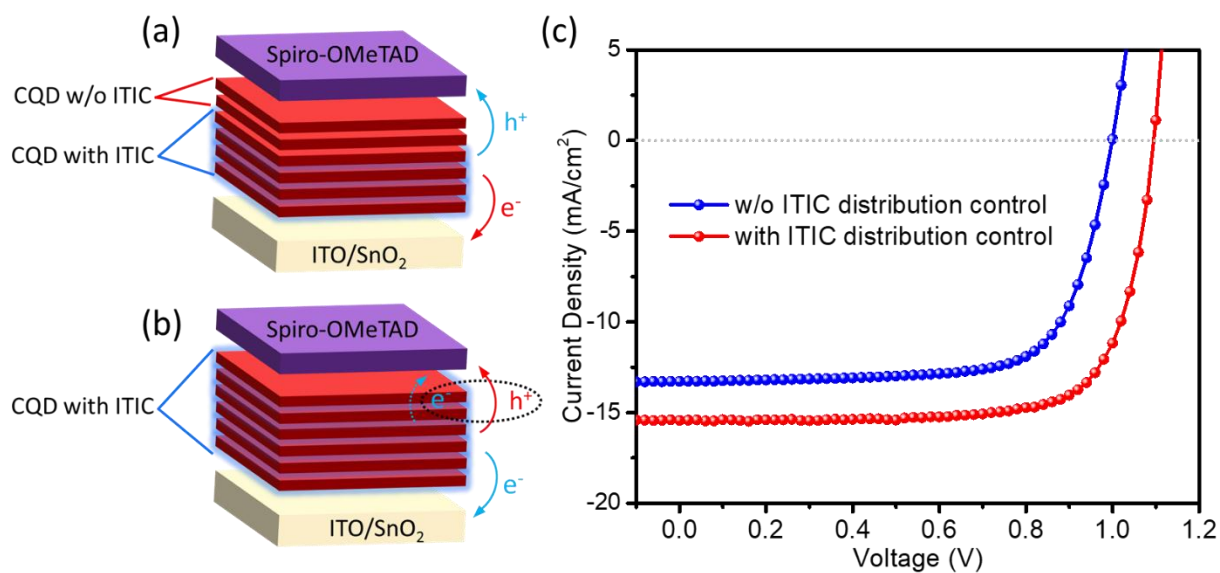 (a)
Spiro-OMeTAD
CQD w/o ITIC
CQD with ITIC
h⁺
e⁻
ITO/SnO₂
(b)
Spiro-OMeTAD
CQD with ITIC
e⁻
h⁺
e⁻
ITO/SnO₂
(c)
Current Density (mA/cm²)
5
0
-5
-10
-15
-20
w/o ITIC distribution control
with ITIC distribution control
0.0 0.2 0.4 0.6 0.8 1.0 1.2
Voltage (V)